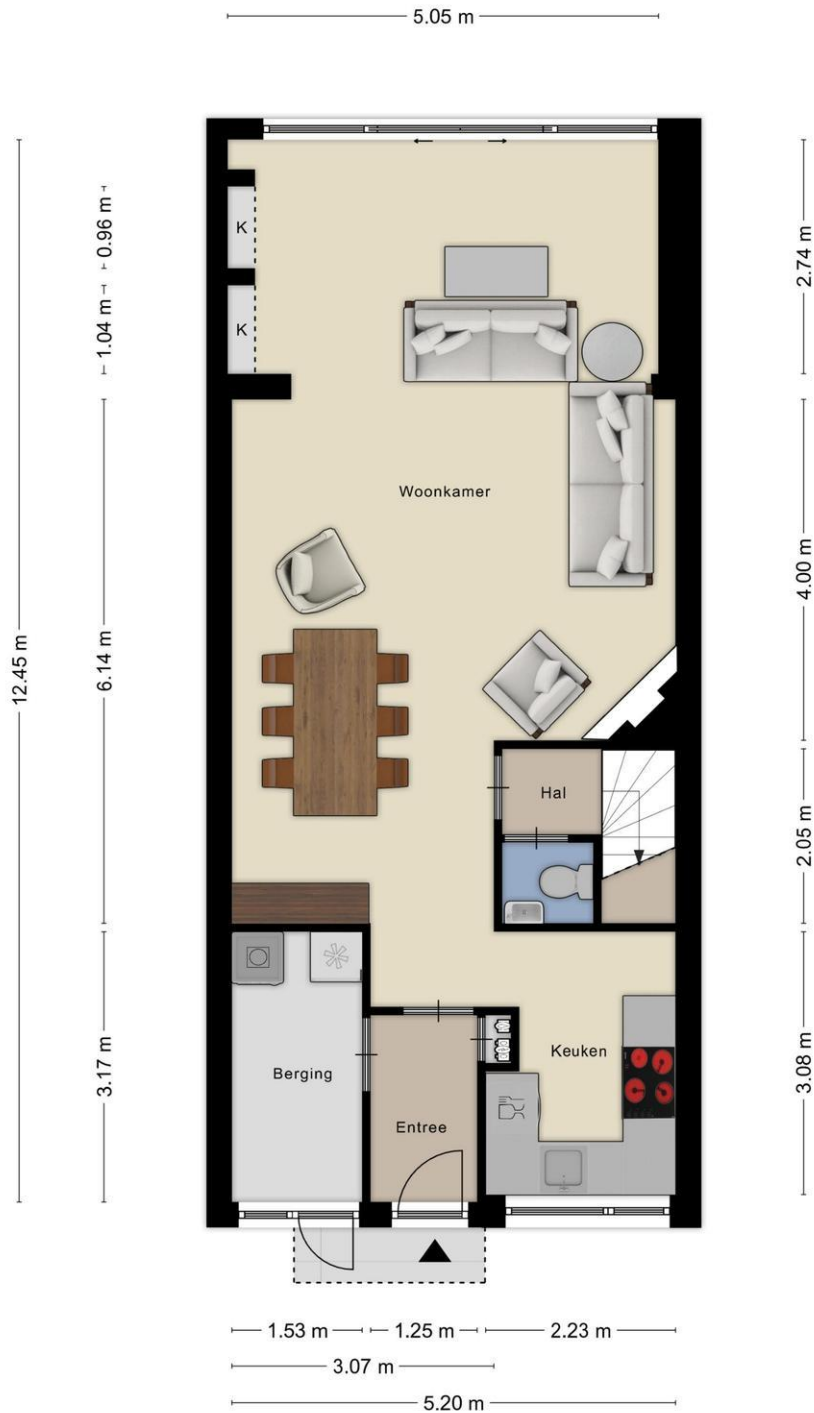 5.05 m
0.96 m
2.74 m
K
1.04 m
K
Woonkamer
4.00 m
12.45 m
6.14 m
Hal
2.05 m
3.17 m
Berging
Keuken
3.08 m
Entree
1.53 m
1.25 m
2.23 m
3.07 m
5.20 m